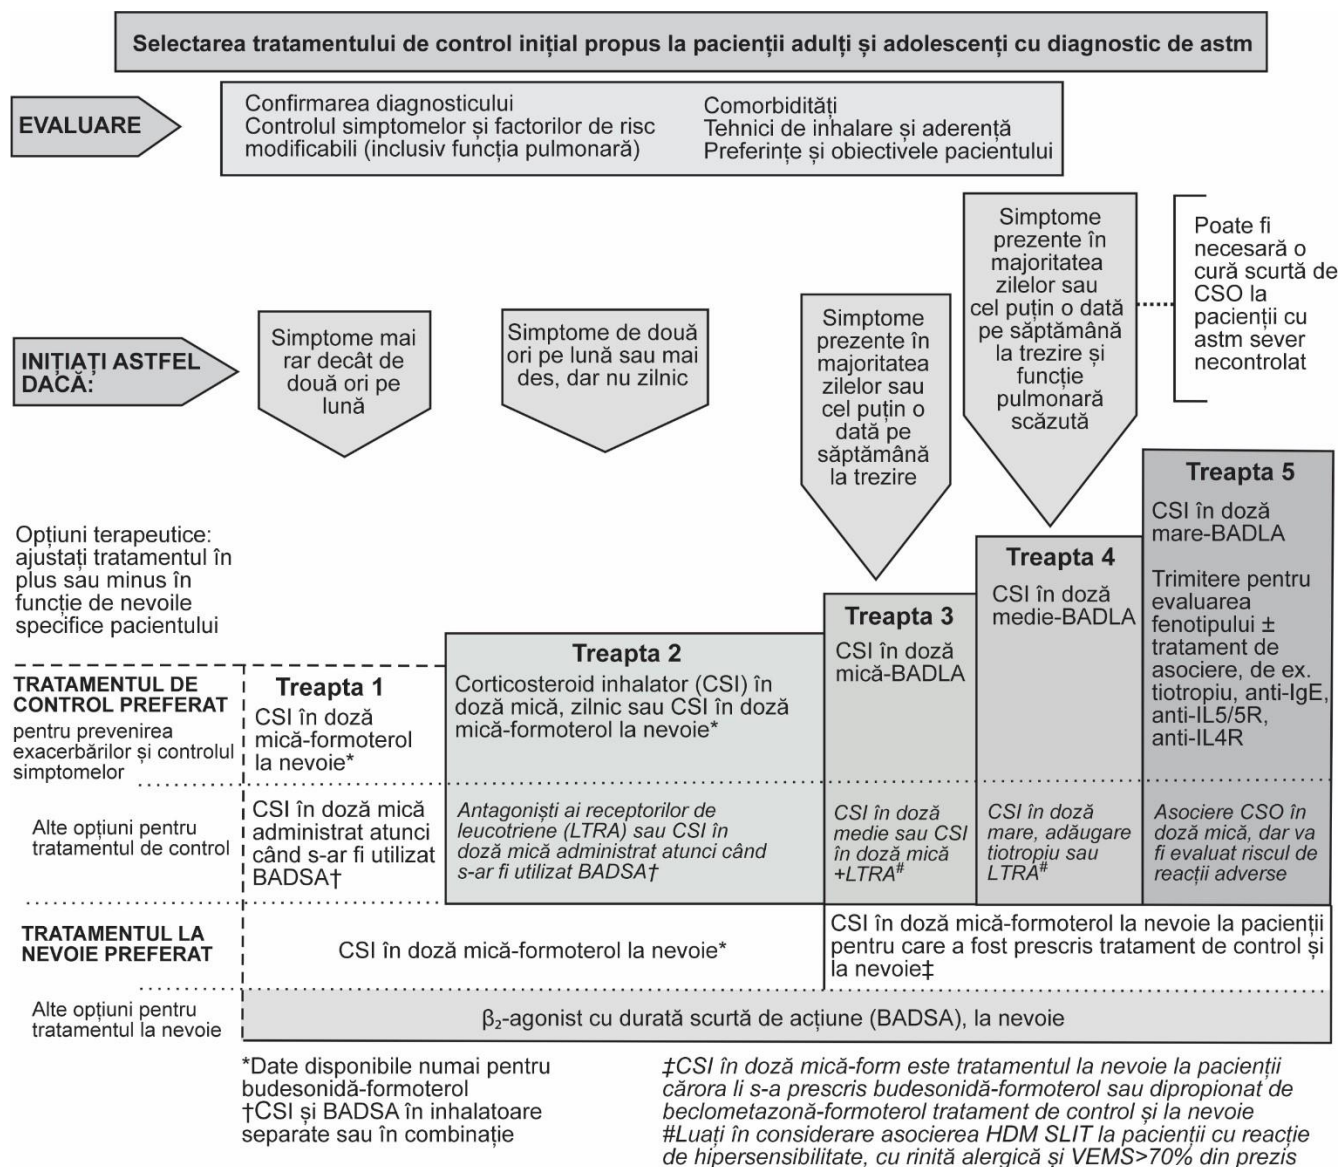 Selectarea tratamentului de control inițial propus la pacienții adulți și adolescenți cu diagnostic de astm
EVALUARE
Confirmarea diagnosticului
Controlul simptomelor și factorilor de risc
modificabili (inclusiv funcția pulmonară)
Comorbidități
Tehnici de inhalare și aderență
Preferințe și obiectivele pacientului
INIȚIAȚI ASTFEL
DACĂ:
Simptome mai
rar decât de
două ori pe
lună
Simptome de două
ori pe lună sau mai
des, dar nu zilnic
Simptome
prezente în
majoritatea
zilelor sau
cel puțin o
dată pe
săptămână
la trezire
Simptome
prezente în
majoritatea
zilelor sau
cel puțin o dată
pe săptămână
la trezire și
funcție
pulmonară
scăzută
Poate fi
necesară o
cură scurtă de
CSO la
pacienții cu
astm sever
necontrolat
Opțiuni terapeutice:
ajustați tratamentul în
plus sau minus în
funcție de nevoile
specifice pacientului
TRATAMENTUL DE
CONTROL PREFERAT
pentru prevenirea
exacerbărilor și controlul
simptomelor
Treapta 1
CSI în doză
mică-formoterol
la nevoie*
Treapta 2
Corticosteroid inhalator (CSI) în
doză mică, zilnic sau CSI în doză
mică-formoterol la nevoie*
Treapta 3
CSI în doză
mică-BADLA
Treapta 4
CSI în doză
medie-BADLA
Treapta 5
CSI în doză
mare-BADLA
Trimitere pentru
evaluarea
fenotipului ±
tratament de
asociere, de ex.
tiotropiu, anti-IgE,
anti-IL5/5R,
anti-IL4R
Alte opțiuni pentru
tratamentul de control
CSI în doză mică
administrat atunci
când s-ar fi utilizat
BADSA†
Antagoniști ai receptorilor de
leucotriene (LTRA) sau CSI în
doză mică administrat atunci când
s-ar fi utilizat BADSA†
CSI în doză
medie sau CSI
în doză mică
+LTRA#
CSI în doză
mare, adăugare
tiotropiu sau
LTRA#
Asociere CSO în
doză mică, dar va
fi evaluat riscul de
reacții adverse
TRATAMENTUL LA
NEVOIE PREFERAT
CSI în doză mică-formoterol la nevoie*
CSI în doză mică-formoterol la nevoie la pacienții
pentru care a fost prescris tratament de control și
la nevoie‡
Alte opțiuni pentru
tratamentul la nevoie
β₂-agonist cu durată scurtă de acțiune (BADSA), la nevoie
*Date disponibile numai pentru
budesonidă-formoterol
†CSI și BADSA în inhalatoare
separate sau în combinație
‡CSI în doză mică-form este tratamentul la nevoie la pacienții
cărora li s-a prescris budesonidă-formoterol sau dipropionat de
beclometazonă-formoterol tratament de control și la nevoie
#Luați în considerare asocierea HDM SLIT la pacienții cu reacție
de hipersensibilitate, cu rinită alergică și VEMS>70% din prezis